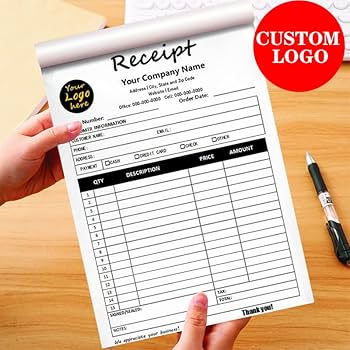 CUSTOM
LOGO
Receipt
Your
Logo
here
Your Company Name
Address | City, State and Zip Code
Website | Email
Office: 000-000-0000 Cell: 000-000-0000
Number: Order Date:
INFORMATION
CUSTOMER NAME:
PHONE: EMAIL:
ADDRESS:
PAYMENT CASH CREDIT CARD CHECK OTHER
QTY DESCRIPTION PRICE AMOUNT
1
2
3
4
5
6
7
8
9
10
11
12
13
14
15
TAX:
SIGNED/SEALED: TOTAL:
NOTES: Thank you!
We appreciate your business!